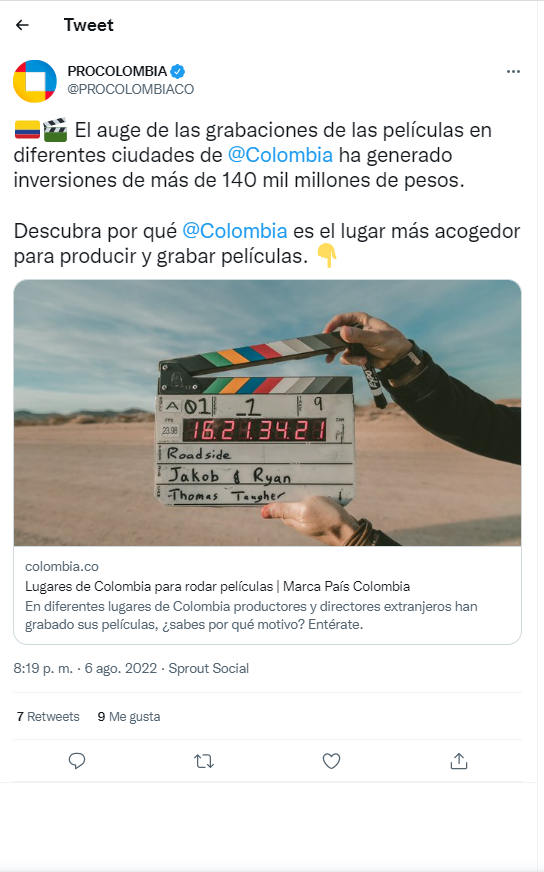 Tweet
PROCOLOMBIA
@PROCOLOMBIACO
🇨🇴🎬 El auge de las grabaciones de las películas en
diferentes ciudades de @Colombia ha generado
inversiones de más de 140 mil millones de pesos.
Descubra por qué @Colombia es el lugar más acogedor
para producir y grabar películas. 👇
A 01 1 9
23.98 16.21.34.21
Roadside
Jakob & Ryan
Thomas Taugher
colombia.co
Lugares de Colombia para rodar películas | Marca País Colombia
En diferentes lugares de Colombia productores y directores extranjeros han
grabado sus películas, ¿sabes por qué motivo? Entérate.
8:19 p. m. · 6 ago. 2022 · Sprout Social
7 Retweets 9 Me gusta